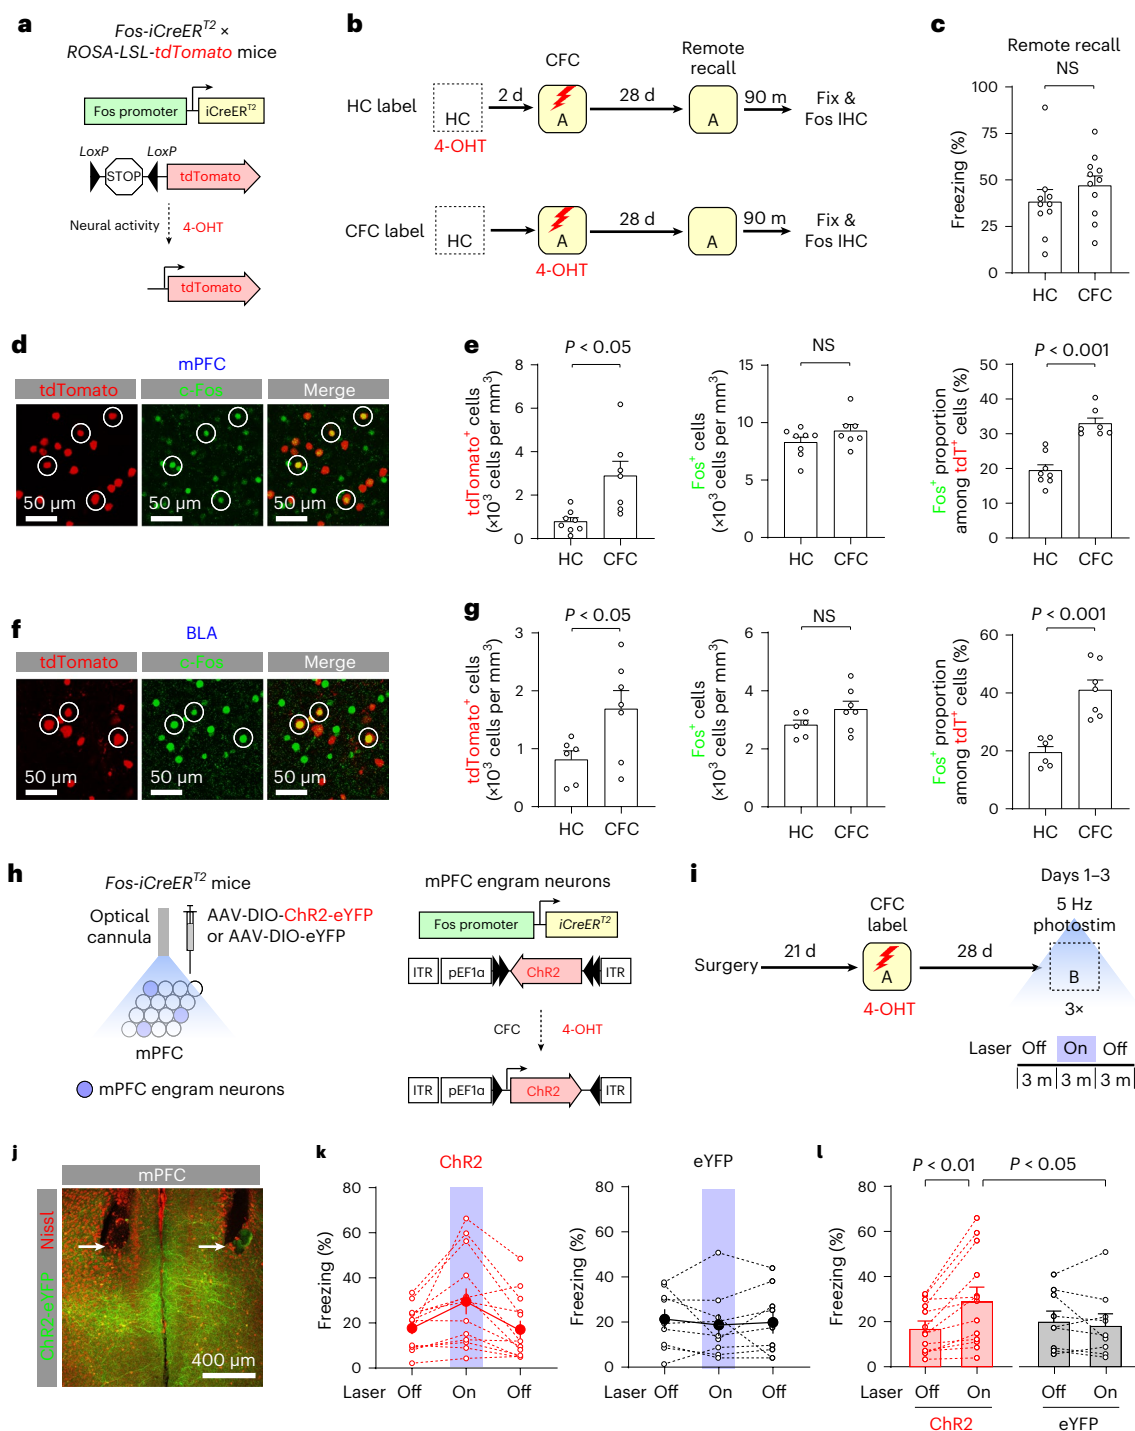 a
Fos-iCreER^T2 ×
ROSA-LSL-tdTomato mice
Fos promoter
iCreER^T2
LoxP
LoxP
STOP
tdTomato
Neural activity
4-OHT
tdTomato
b
HC label
HC
4-OHT
2 d
CFC
A
28 d
Remote
recall
A
90 m
Fix &
Fos IHC
CFC label
HC
A
4-OHT
28 d
A
90 m
Fix &
Fos IHC
c
Remote recall
NS
Freezing (%)
100
75
50
25
0
HC
CFC
d
mPFC
tdTomato
c-Fos
Merge
50 µm
50 µm
50 µm
e
P < 0.05
tdTomato⁺ cells
(×10³ cells per mm³)
8
6
4
2
0
HC
CFC
NS
Fos⁺ cells
(×10³ cells per mm³)
15
10
5
0
HC
CFC
P < 0.001
Fos⁺ proportion
among tdT⁺ cells (%)
50
40
30
20
10
0
HC
CFC
f
BLA
tdTomato
c-Fos
Merge
50 µm
50 µm
50 µm
g
P < 0.05
tdTomato⁺ cells
(×10³ cells per mm³)
3
2
1
0
HC
CFC
NS
Fos⁺ cells
(×10³ cells per mm³)
6
4
2
0
HC
CFC
P < 0.001
Fos⁺ proportion
among tdT⁺ cells (%)
60
40
20
0
HC
CFC
h
Fos-iCreER^T2 mice
Optical
cannula
AAV-DIO-ChR2-eYFP
or AAV-DIO-eYFP
mPFC
mPFC engram neurons
mPFC engram neurons
Fos promoter
iCreER^T2
ITR
pEF1α
ChR2
ITR
CFC
4-OHT
ITR
pEF1α
ChR2
ITR
i
Surgery
21 d
CFC
label
A
4-OHT
28 d
Days 1–3
5 Hz
photostim
B
3×
Laser
Off
On
Off
3 m
3 m
3 m
j
mPFC
ChR2-eYFP
Nissl
400 µm
k
ChR2
Freezing (%)
80
60
40
20
0
Laser
Off
On
Off
eYFP
Freezing (%)
80
60
40
20
0
Off
On
Off
l
P < 0.01
P < 0.05
Freezing (%)
80
60
40
20
0
Laser
Off
On
Off
On
ChR2
eYFP